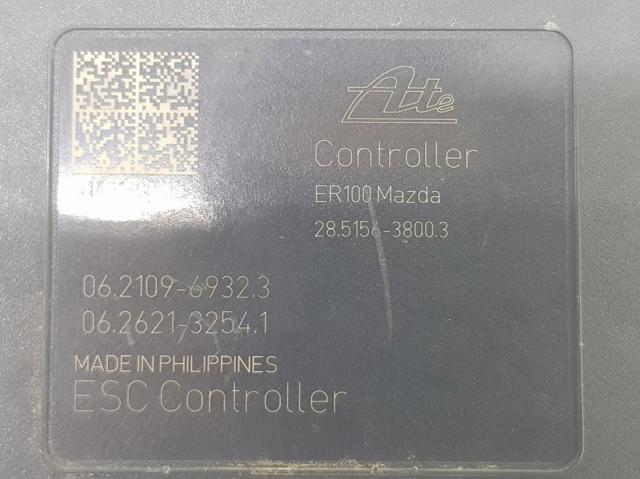 Ate
Controller
ER100 Mazda
28.5156-3800.3
06.2109-6932.3
06.2621-3254.1
MADE IN PHILIPPINES
ESC Controller